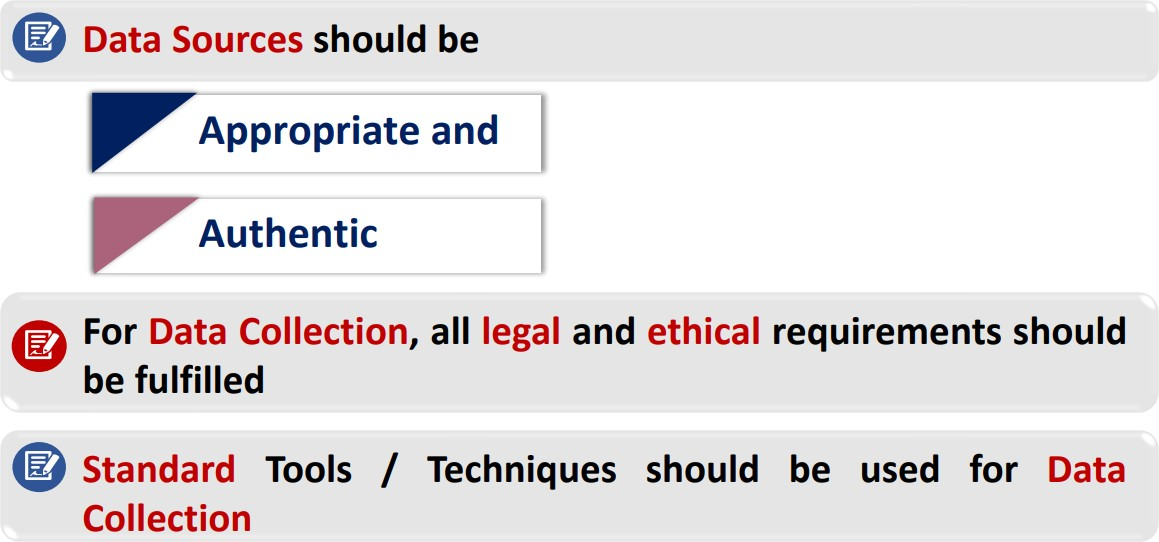 Data Sources should be
Appropriate and
Authentic
For Data Collection, all legal and ethical requirements should
be fulfilled
Standard Tools / Techniques should be used for Data
Collection